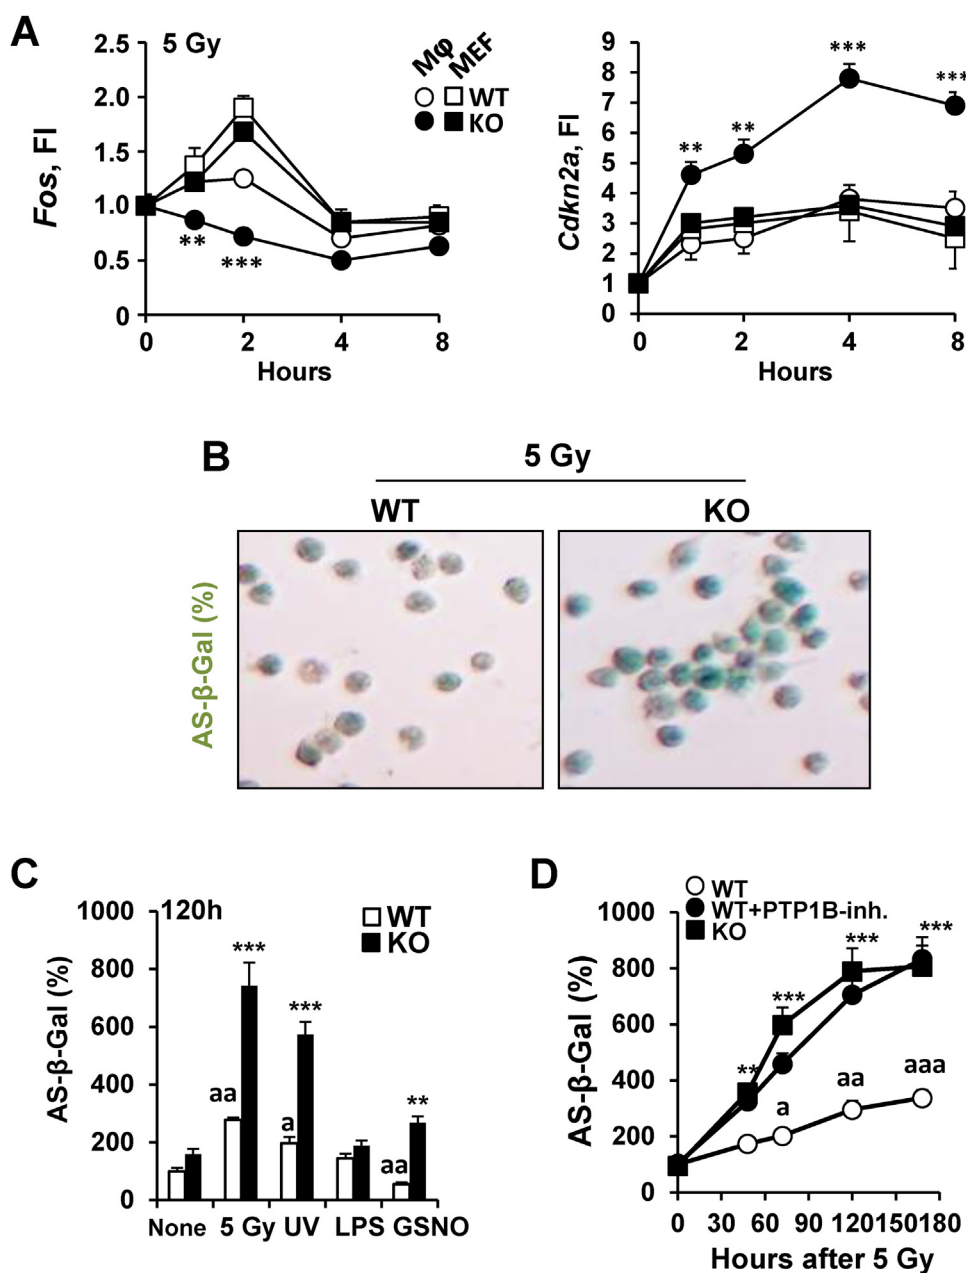 A
5 Gy
Mφ MEF
WT
KO
Fos, FI
2.5
2.0
1.5
1.0
0.5
0
**
***
0 2 4 8
Hours
Cdkn2a, FI
9
8
7
6
5
4
3
2
1
0
**
**
***
***
0 2 4 8
Hours
B
5 Gy
WT KO
AS-β-Gal (%)
C
120h
WT
KO
AS-β-Gal (%)
1000
800
600
400
200
0
aa
***
a
***
aa
**
None 5 Gy UV LPS GSNO
D
WT
WT+PTP1B-inh.
KO
AS-β-Gal (%)
1000
800
600
400
200
0
**
***
***
***
a
aa
aaa
0 30 60 90 120 150 180
Hours after 5 Gy